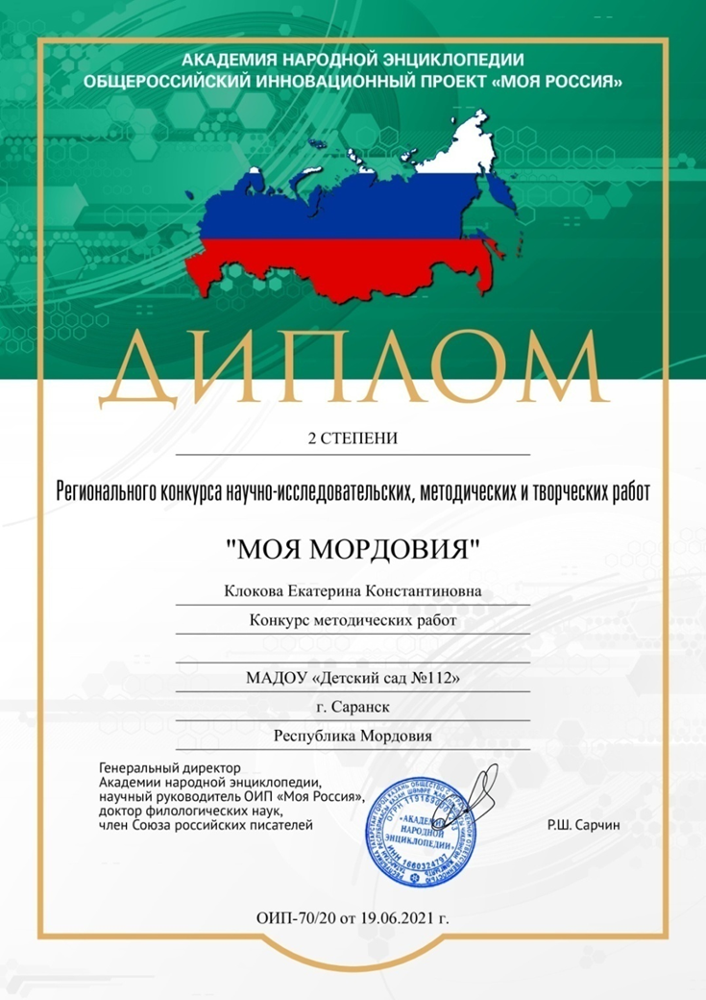 АКАДЕМИЯ НАРОДНОЙ ЭНЦИКЛОПЕДИИ
ОБЩЕРОССИЙСКИЙ ИННОВАЦИОННЫЙ ПРОЕКТ «МОЯ РОССИЯ»
ДИПЛОМ
2 СТЕПЕНИ
Регионального конкурса научно-исследовательских, методических и творческих работ
"МОЯ МОРДОВИЯ"
Клокова Екатерина Константиновна
Конкурс методических работ
МАДОУ «Детский сад №112»
г. Саранск
Республика Мордовия
Генеральный директор
Академии народной энциклопедии,
научный руководитель ОИП «Моя Россия»,
доктор филологических наук,
член Союза российских писателей
«АКАДЕМИЯ
НАРОДНОЙ
ЭНЦИКЛОПЕДИИ»
ИНН 1660324797
Р.Ш. Сарчин
ОИП-70/20 от 19.06.2021 г.